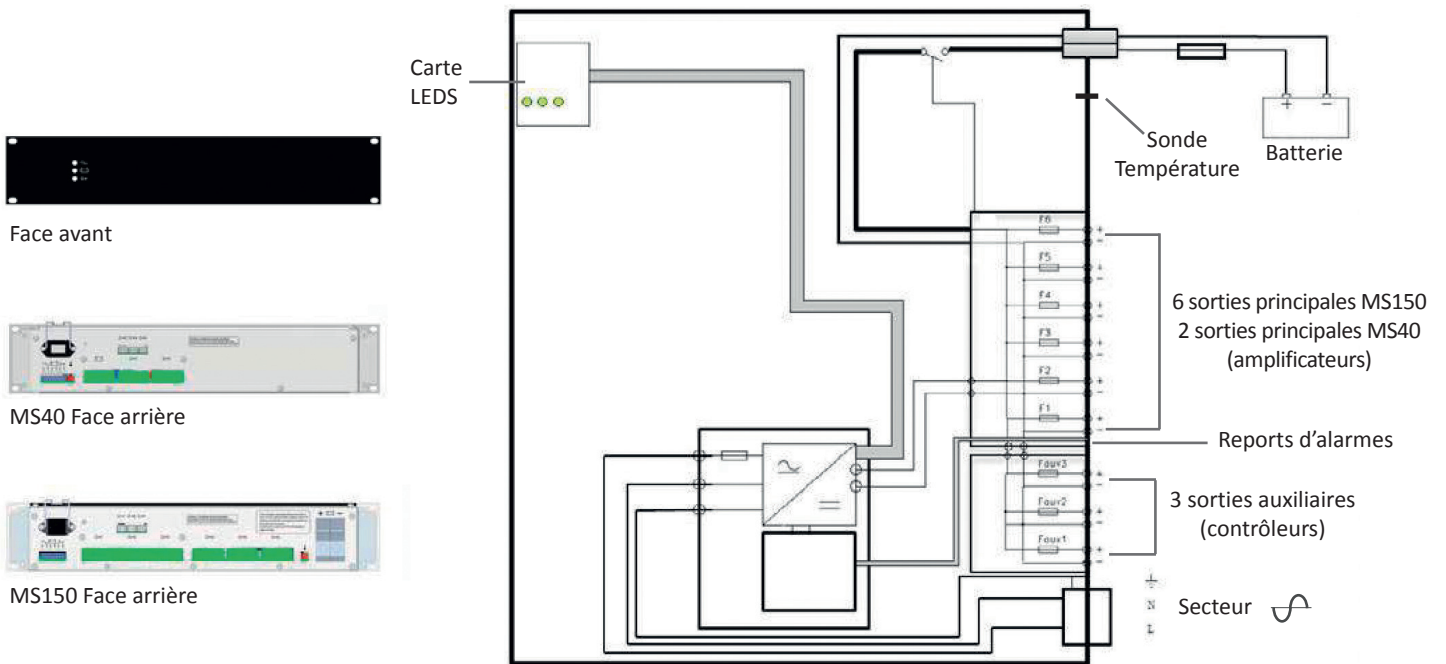 Face avant
MS40 Face arrière
MS150 Face arrière
Carte
LEDS
Sonde
Température
+ −
Batterie
F6
+
−
F5
+
−
F4
+
−
F3
+
−
F2
+
−
F1
+
−
6 sorties principales MS150
2 sorties principales MS40
(amplificateurs)
Reports d’alarmes
Faux3
+
−
Faux2
+
−
Faux1
+
−
3 sorties auxiliaires
(contrôleurs)
N
L
Secteur